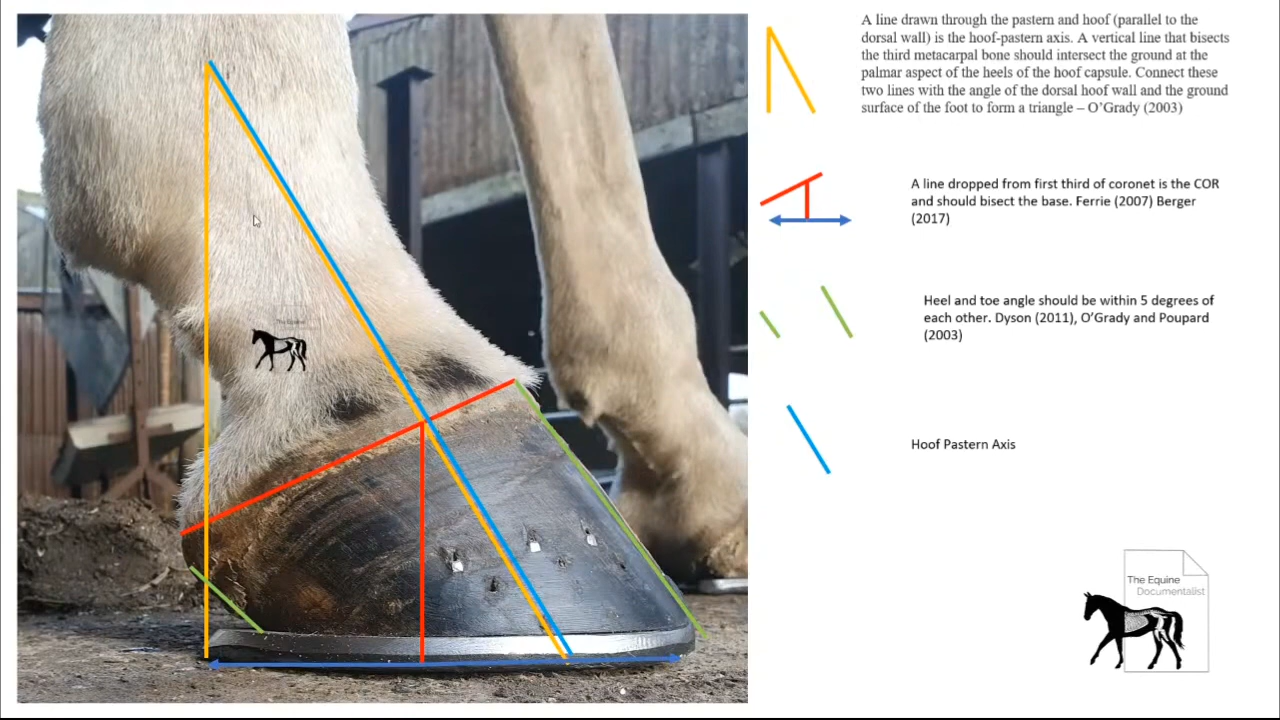 A line drawn through the pastern and hoof (parallel to the
dorsal wall) is the hoof-pastern axis. A vertical line that bisects
the third metacarpal bone should intersect the ground at the
palmar aspect of the heels of the hoof capsule. Connect these
two lines with the angle of the dorsal hoof wall and the ground
surface of the foot to form a triangle – O’Grady (2003)
A line dropped from first third of coronet is the COR
and should bisect the base. Ferrie (2007) Berger
(2017)
Heel and toe angle should be within 5 degrees of
each other. Dyson (2011), O’Grady and Poupard
(2003)
Hoof Pastern Axis
The Equine
The Equine
Documentalist